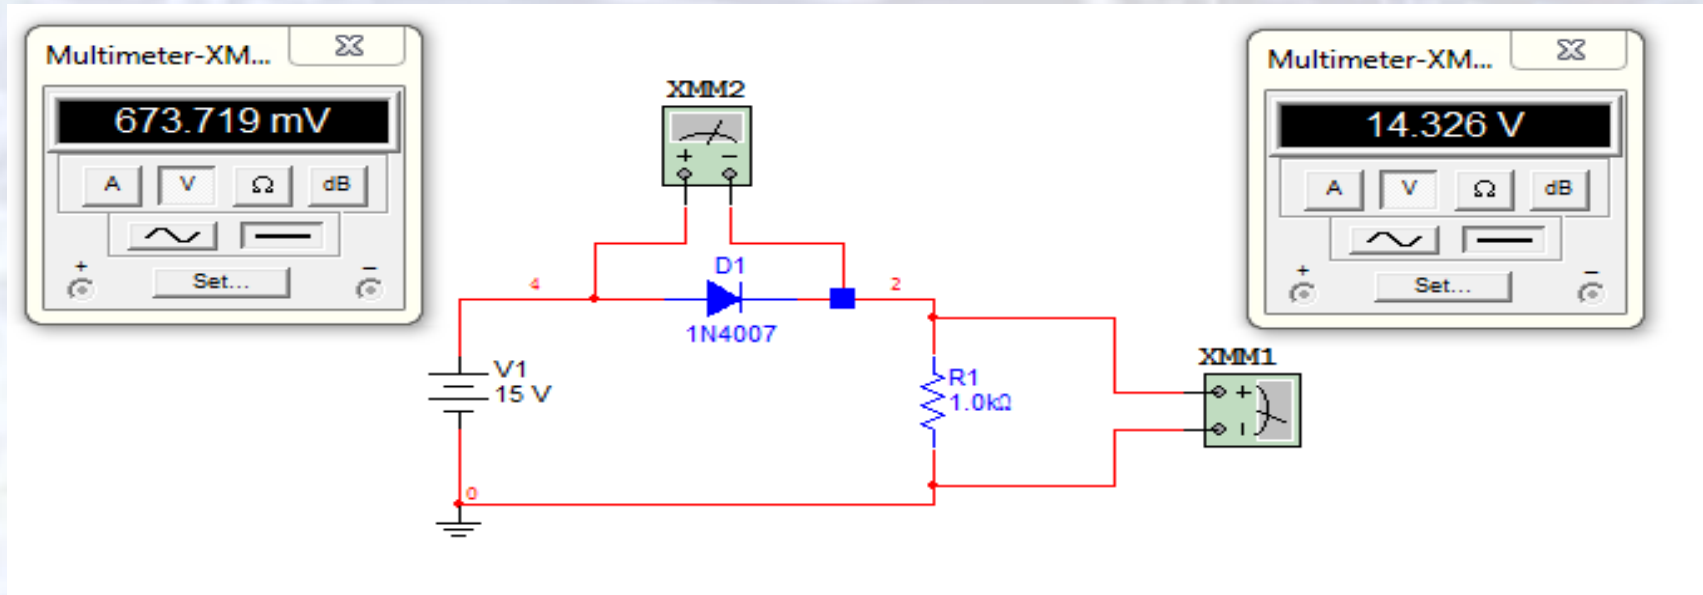 Multimeter-XM...
673.719 mV
A V Ω dB
+ Set... −
XMM2
+ −
4
D1
1N4007
2
V1
15 V
0
R1
1.0kΩ
Multimeter-XM...
14.326 V
A V Ω dB
+ Set... −
XMM1
+
−